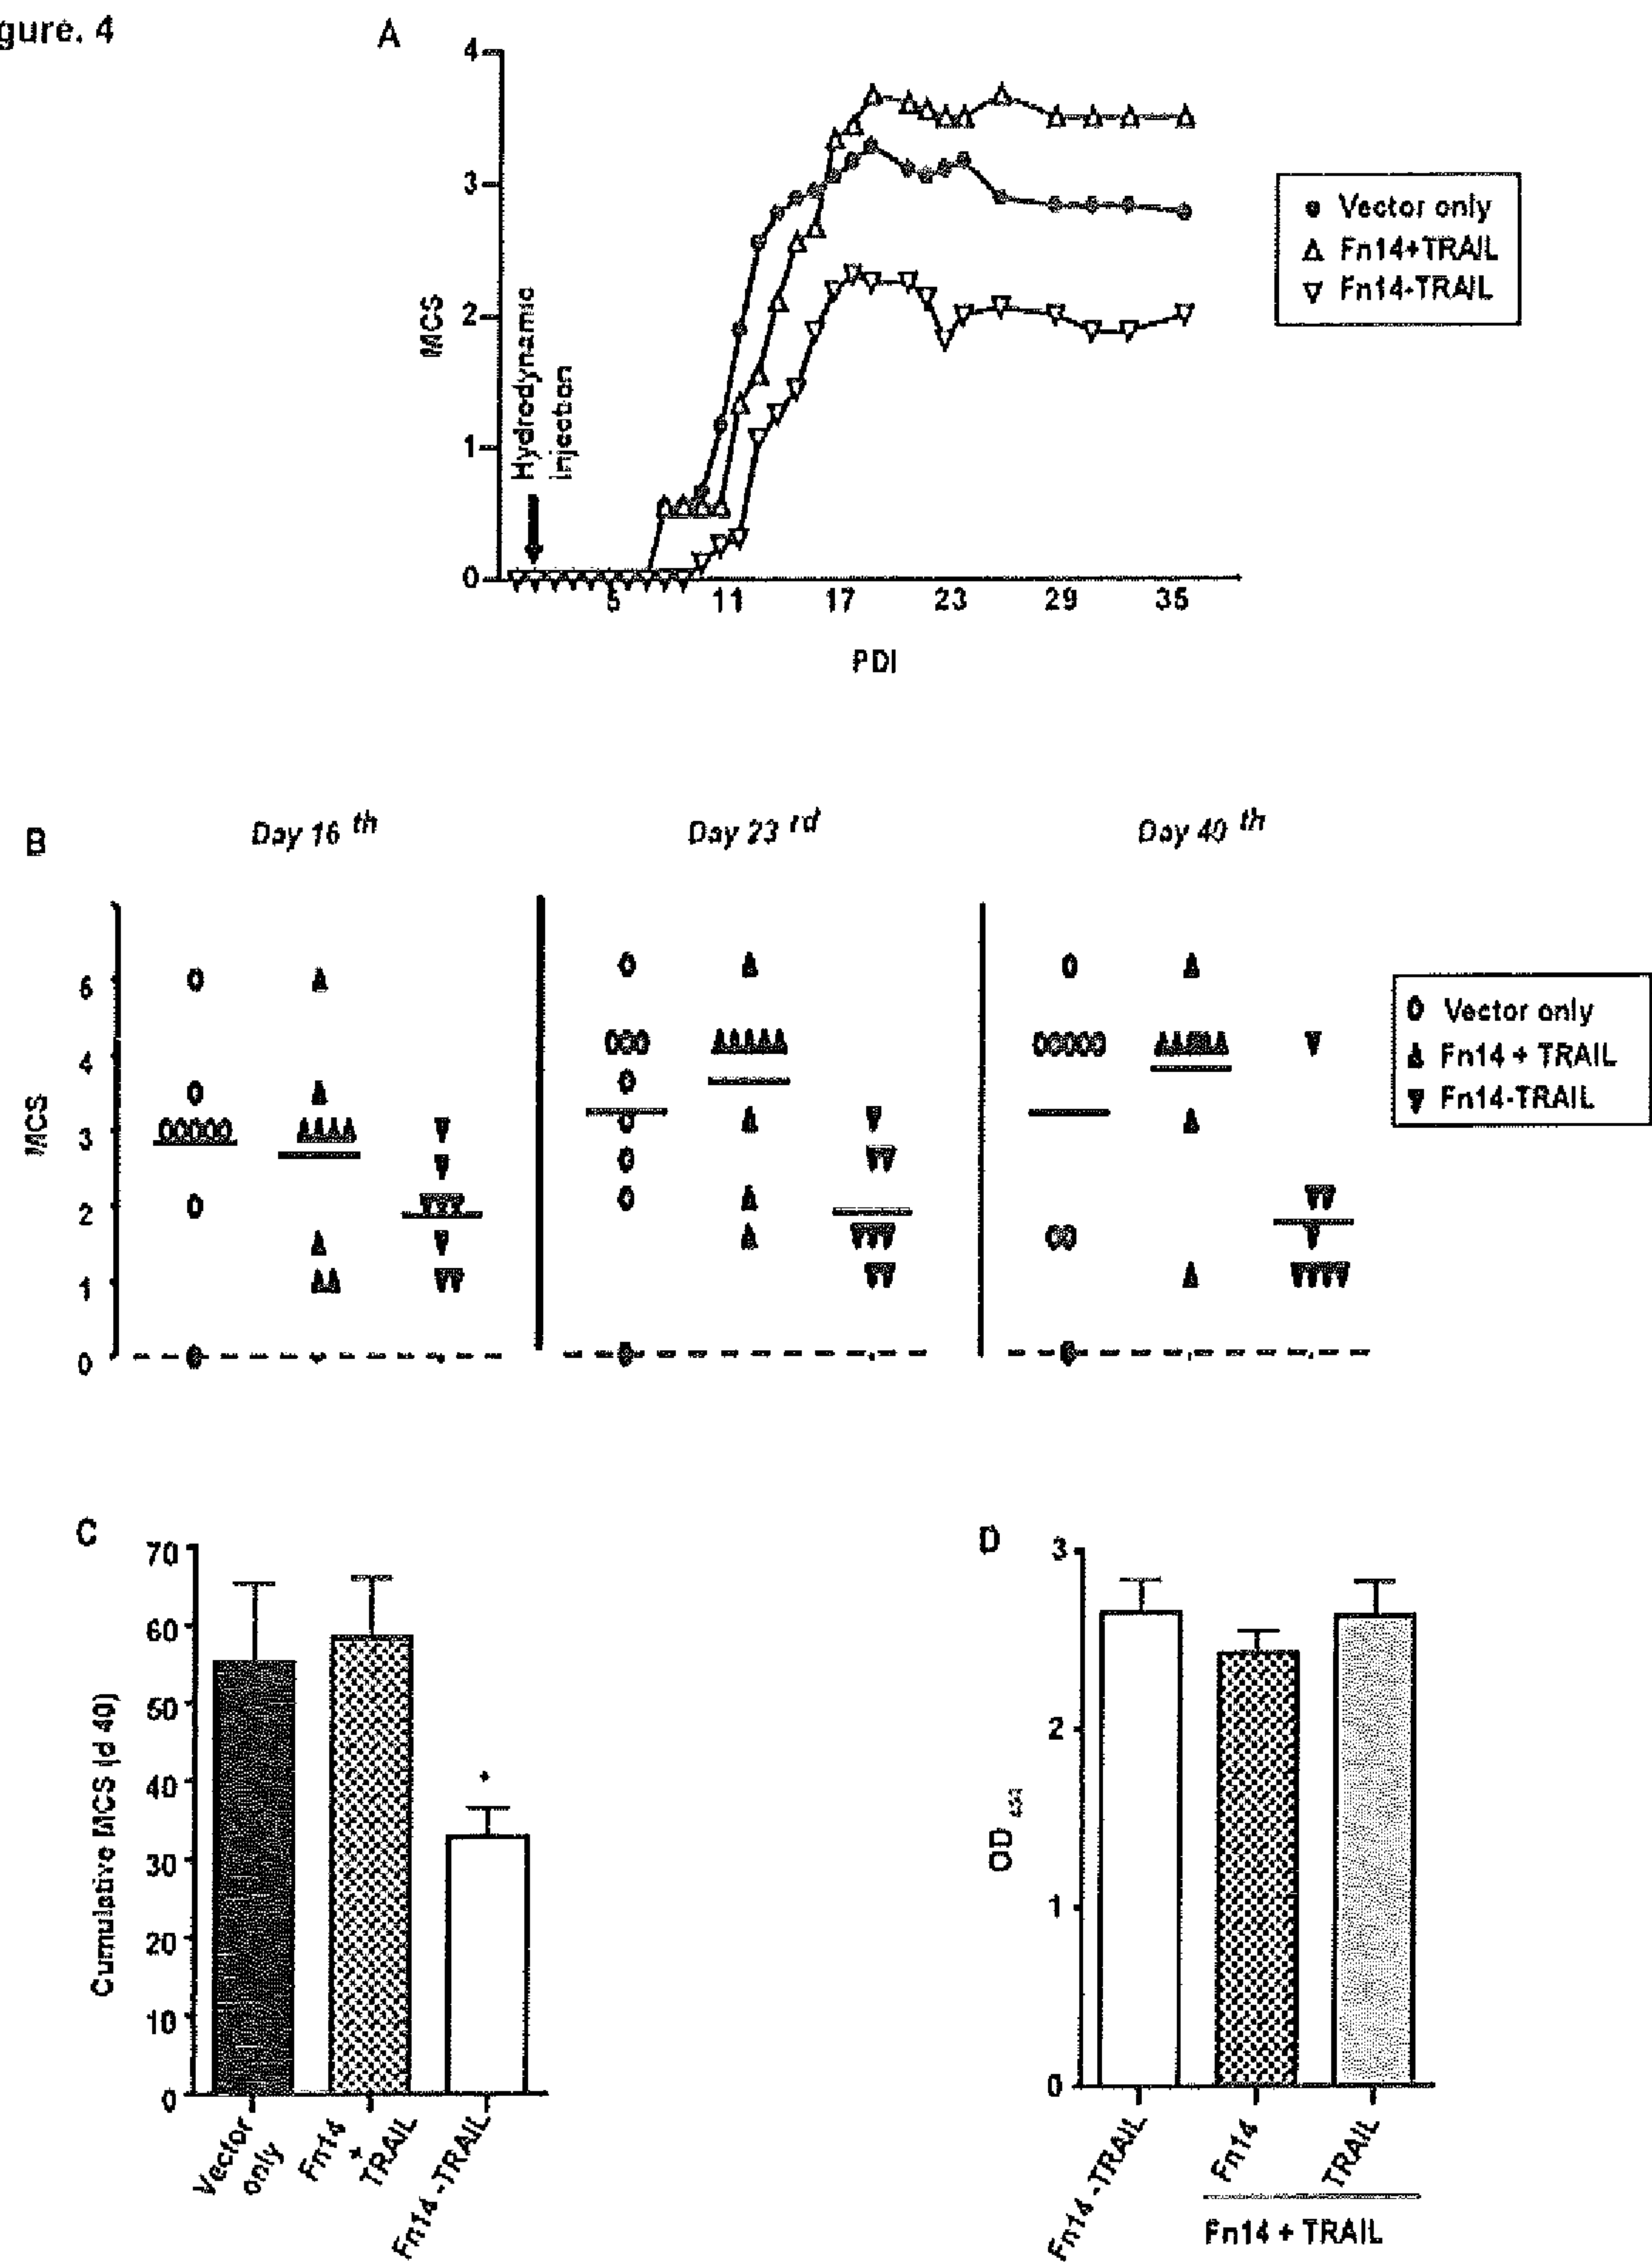 gure. 4
A
4
3
2
1
0
MCS
Hydrodynamic
injection
5
11
17
23
29
35
PDI
Vector only
Fn14+TRAIL
Fn14-TRAIL
B
Day 16 th
Day 23 rd
Day 40 th
MCS
6
4
3
2
1
0
Vector only
Fn14 + TRAIL
Fn14-TRAIL
C
70
60
50
40
30
20
10
0
Cumulative MCS (d 40)
*
Vector
only
Fn14
+
TRAIL
Fn14 -TRAIL
D
3
2
1
0
OD
Fn14 -TRAIL
Fn14
TRAIL
Fn14 + TRAIL